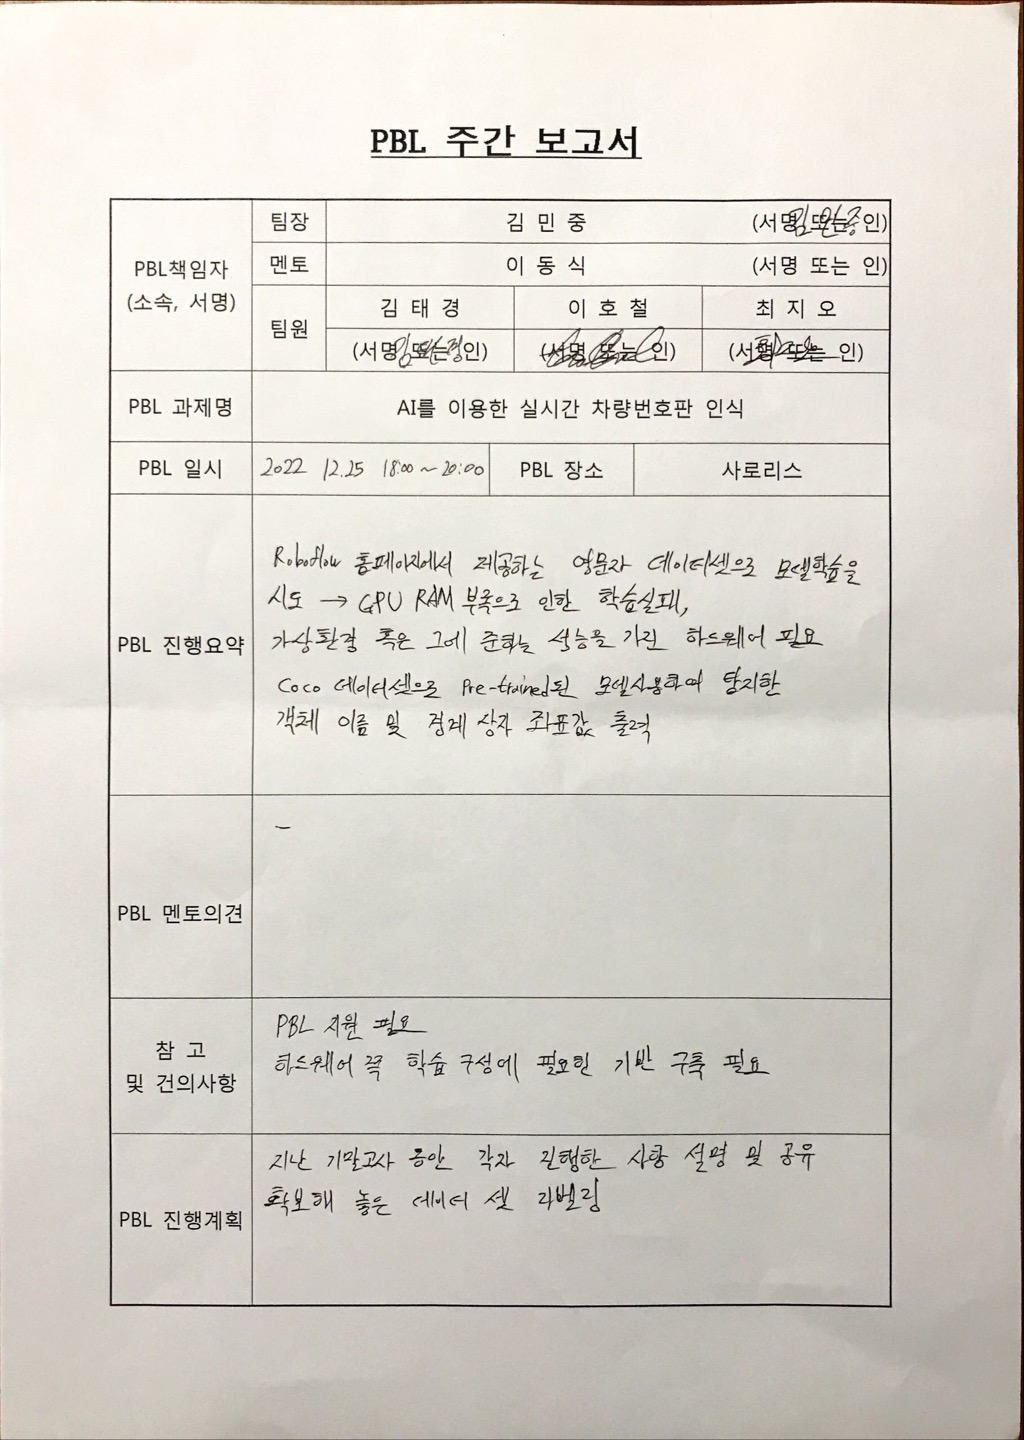 PBL 주간 보고서
PBL책임자
(소속, 서명)
팀장
김 민 중
(서명 또는 인)
김민중
멘토
이 동 식
(서명 또는 인)
팀원
김 태 경
이 호 철
최 지 오
(서명 또는 인)
(서명 또는 인)
(서명 또는 인)
PBL 과제명
AI를 이용한 실시간 차량번호판 인식
PBL 일시
2022 12.25 18:00 ~ 20:00
PBL 장소
사로리스
PBL 진행요약
Roboflow 홈페이지에서 제공하는 영문자 데이터셋으로 모델학습을
시도 → GPU RAM 부족으로 인한 학습실패,
가상환경 혹은 그에 준하는 성능을 가진 하드웨어 필요
Coco 데이터셋으로 Pre-trained된 모델사용하여 탐지한
객체 이름 및 경계 상자 좌표값 출력
PBL 멘토의견
-
참 고
및 건의사항
PBL 지원 필요
하드웨어 쪽 학습 구성에 필요한 기반 구축 필요
PBL 진행계획
지난 기말고사 동안 각자 진행한 사항 설명 및 공유
확보해 놓은 데이터 셋 라벨링